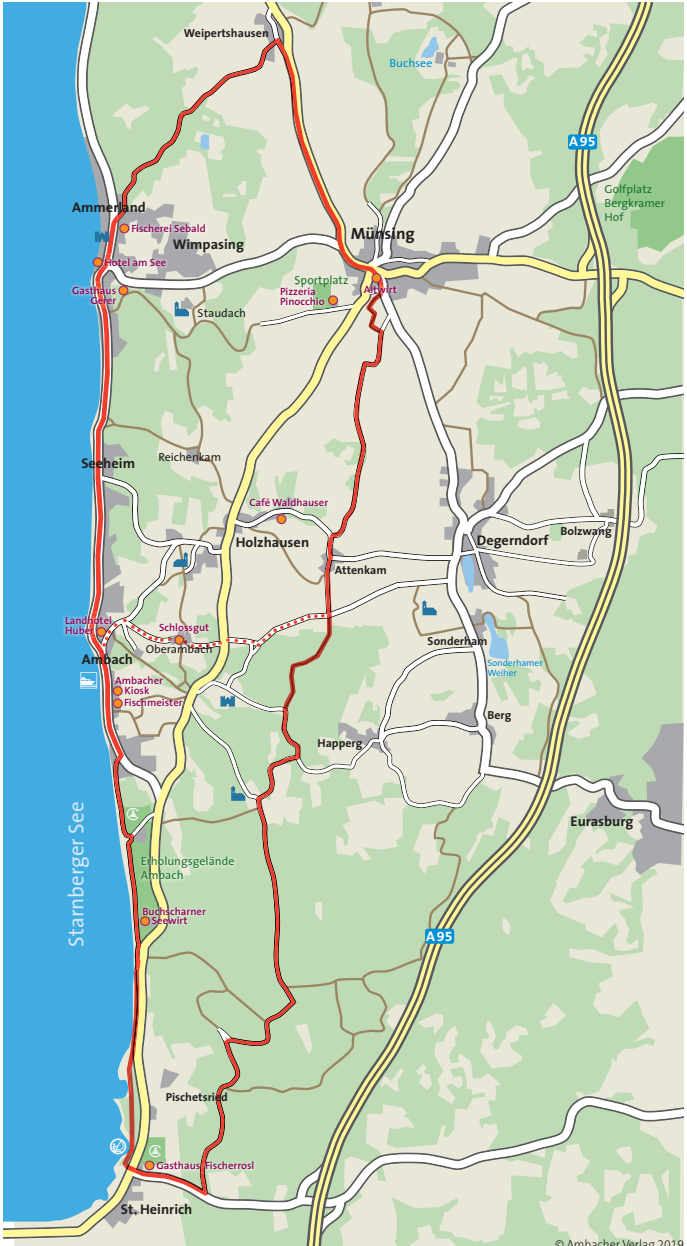 Weipertshausen
Buchsee
A 95
Golfplatz
Bergkramer
Hof
Ammerland
Fischerei Sebald
Münsing
Wimpasing
Hotel am See
Sportplatz
Gasthaus
Gerer
Pizzeria
Pinocchio
Altwirt
Staudach
Seeheim
Reichenkam
Café Waldhauser
Holzhausen
Degerndorf
Bolzwang
Attenkam
Landhotel
Huber
Schlossgut
Oberambach
Sonderham
Ambach
Sonderhamer
Weiher
Ambacher
Kiosk
Fischmeister
Berg
Happerg
Eurasburg
Starnberger See
Erholungsgelände
Ambach
Buchscharner
Seewirt
A 95
Pischetsried
Gasthaus Fischerrosl
St. Heinrich
© Ambacher Verlag 2019